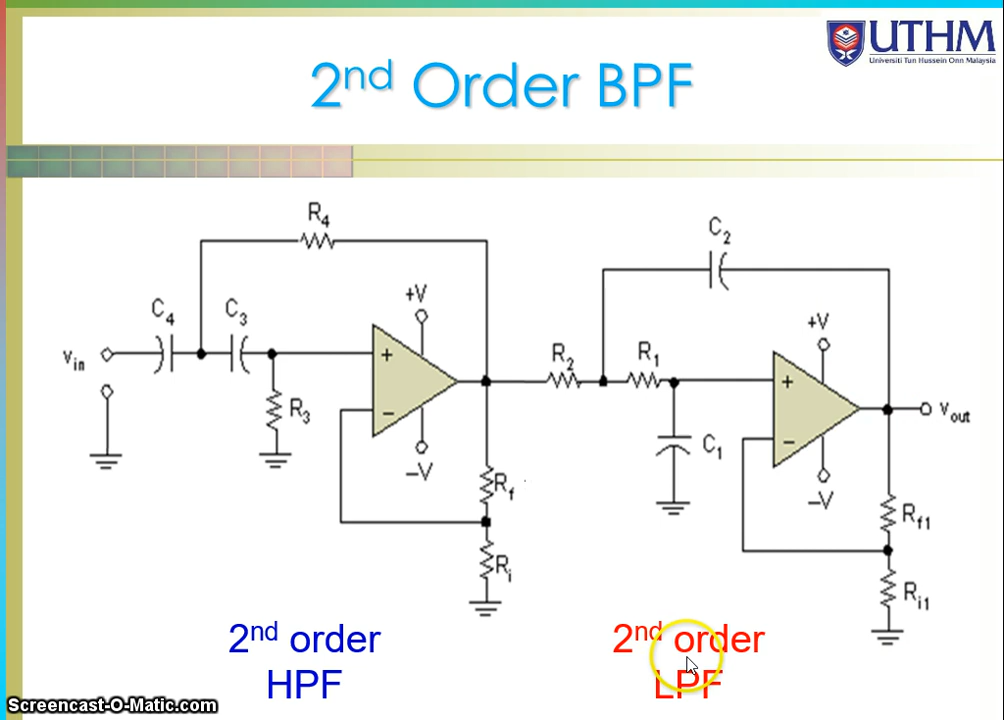 UTHM
Universiti Tun Hussein Onn Malaysia
2nd Order BPF
R4
C2
+V
C4
C3
+V
vin
R2
R1
+
+
R3
−
vout
C1
−
−V
−V
Rf
Rf1
Ri
Ri1
2nd order
HPF
2nd order
LPF
Screencast-O-Matic.com